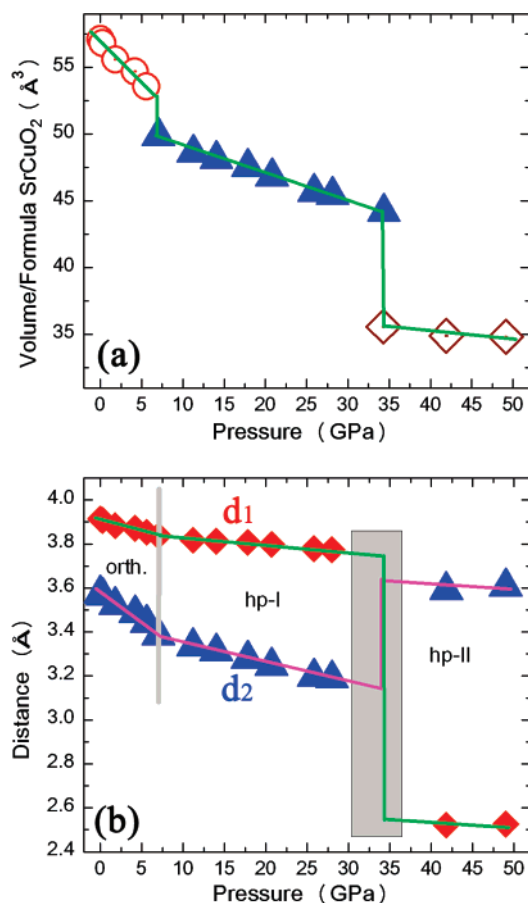 (a)
Volume/Formula SrCuO₂ ( Å³ )
55
50
45
40
35
0 5 10 15 20 25 30 35 40 45 50
Pressure (GPa)
(b)
Distance (Å)
4.0
3.8
3.6
3.4
3.2
3.0
2.6
2.4
d1
orth.
hp-I
d2
hp-II
0 5 10 15 20 25 30 35 40 45 50
Pressure (GPa)